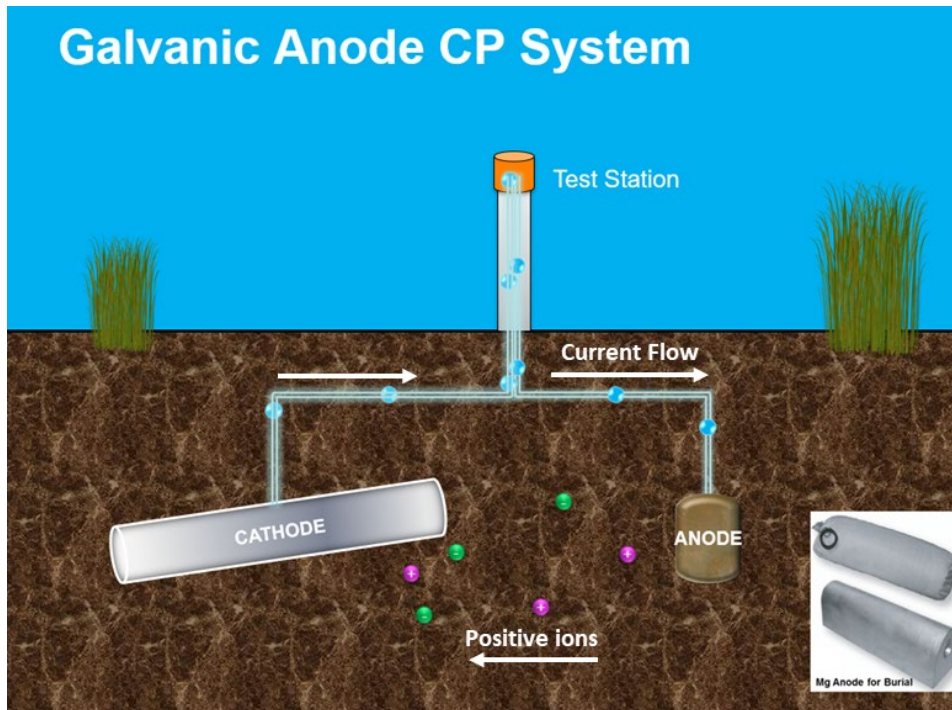 Galvanic Anode CP System
Test Station
Current Flow
CATHODE
ANODE
Positive ions
Mg Anode for Burial